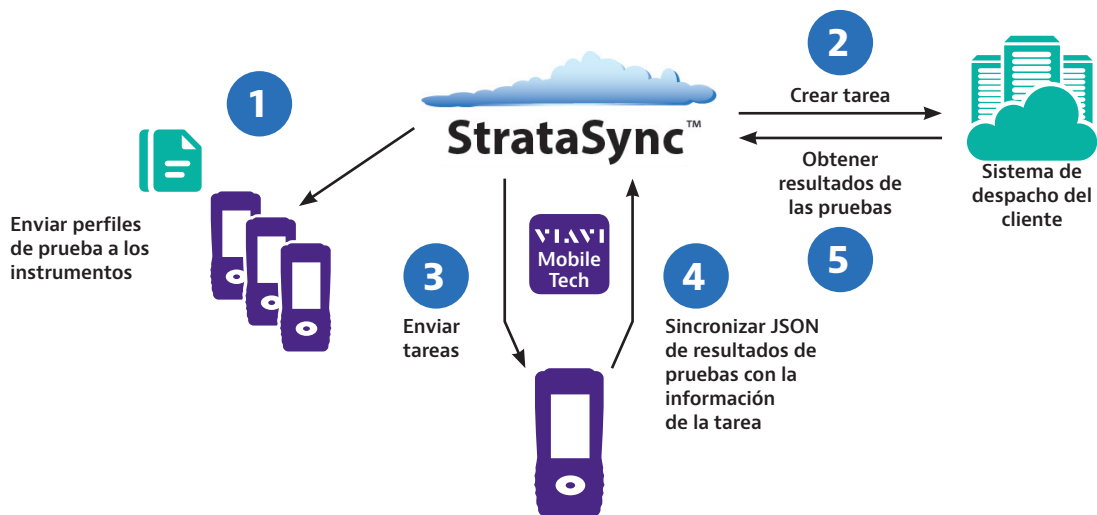 1
Enviar perfiles
de prueba a los
instrumentos
StrataSync™
2
Crear tarea
Obtener
resultados de
las pruebas
5
Sistema de
despacho del
cliente
3
Enviar
tareas
VIAVI
Mobile
Tech
4
Sincronizar JSON
de resultados de
pruebas con la
información
de la tarea